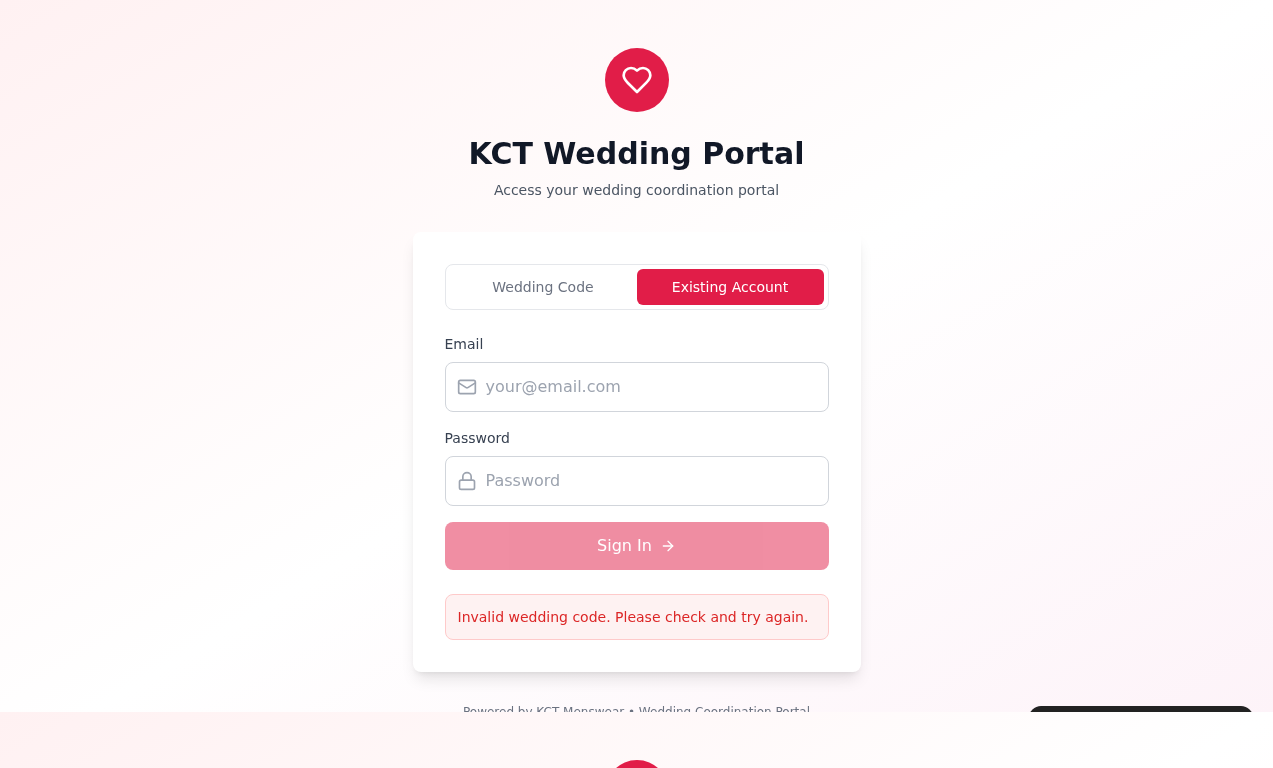 KCT Wedding Portal
Access your wedding coordination portal
Wedding Code
Existing Account
Email
your@email.com
Password
Password
Sign In
Invalid wedding code. Please check and try again.
Powered by KCT Menswear • Wedding Coordination Portal